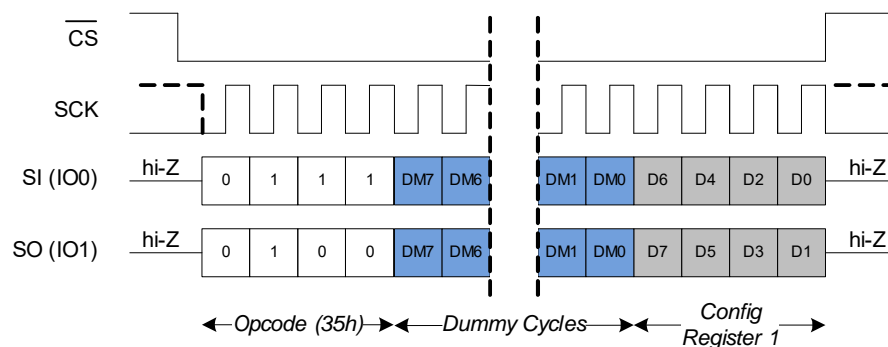 CS
SCK
SI (IO0) hi-Z 0 1 1 1 DM7 DM6 DM1 DM0 D6 D4 D2 D0 hi-Z
SO (IO1) hi-Z 0 1 0 0 DM7 DM6 DM1 DM0 D7 D5 D3 D1 hi-Z
Opcode (35h) Dummy Cycles Config
Register 1